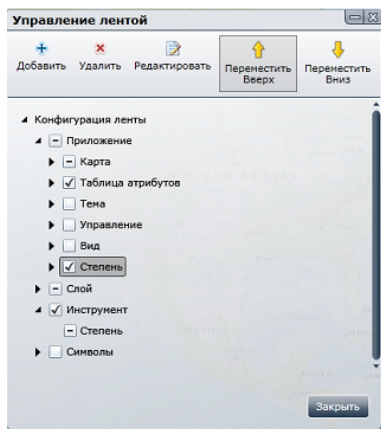 Управление лентой
Добавить Удалить Редактировать Переместить Вверх Переместить Вниз
Конфигурация ленты
Приложение
Карта
Таблица атрибутов
Тема
Управление
Вид
Степень
Слой
Инструмент
Степень
Символы
Закрыть